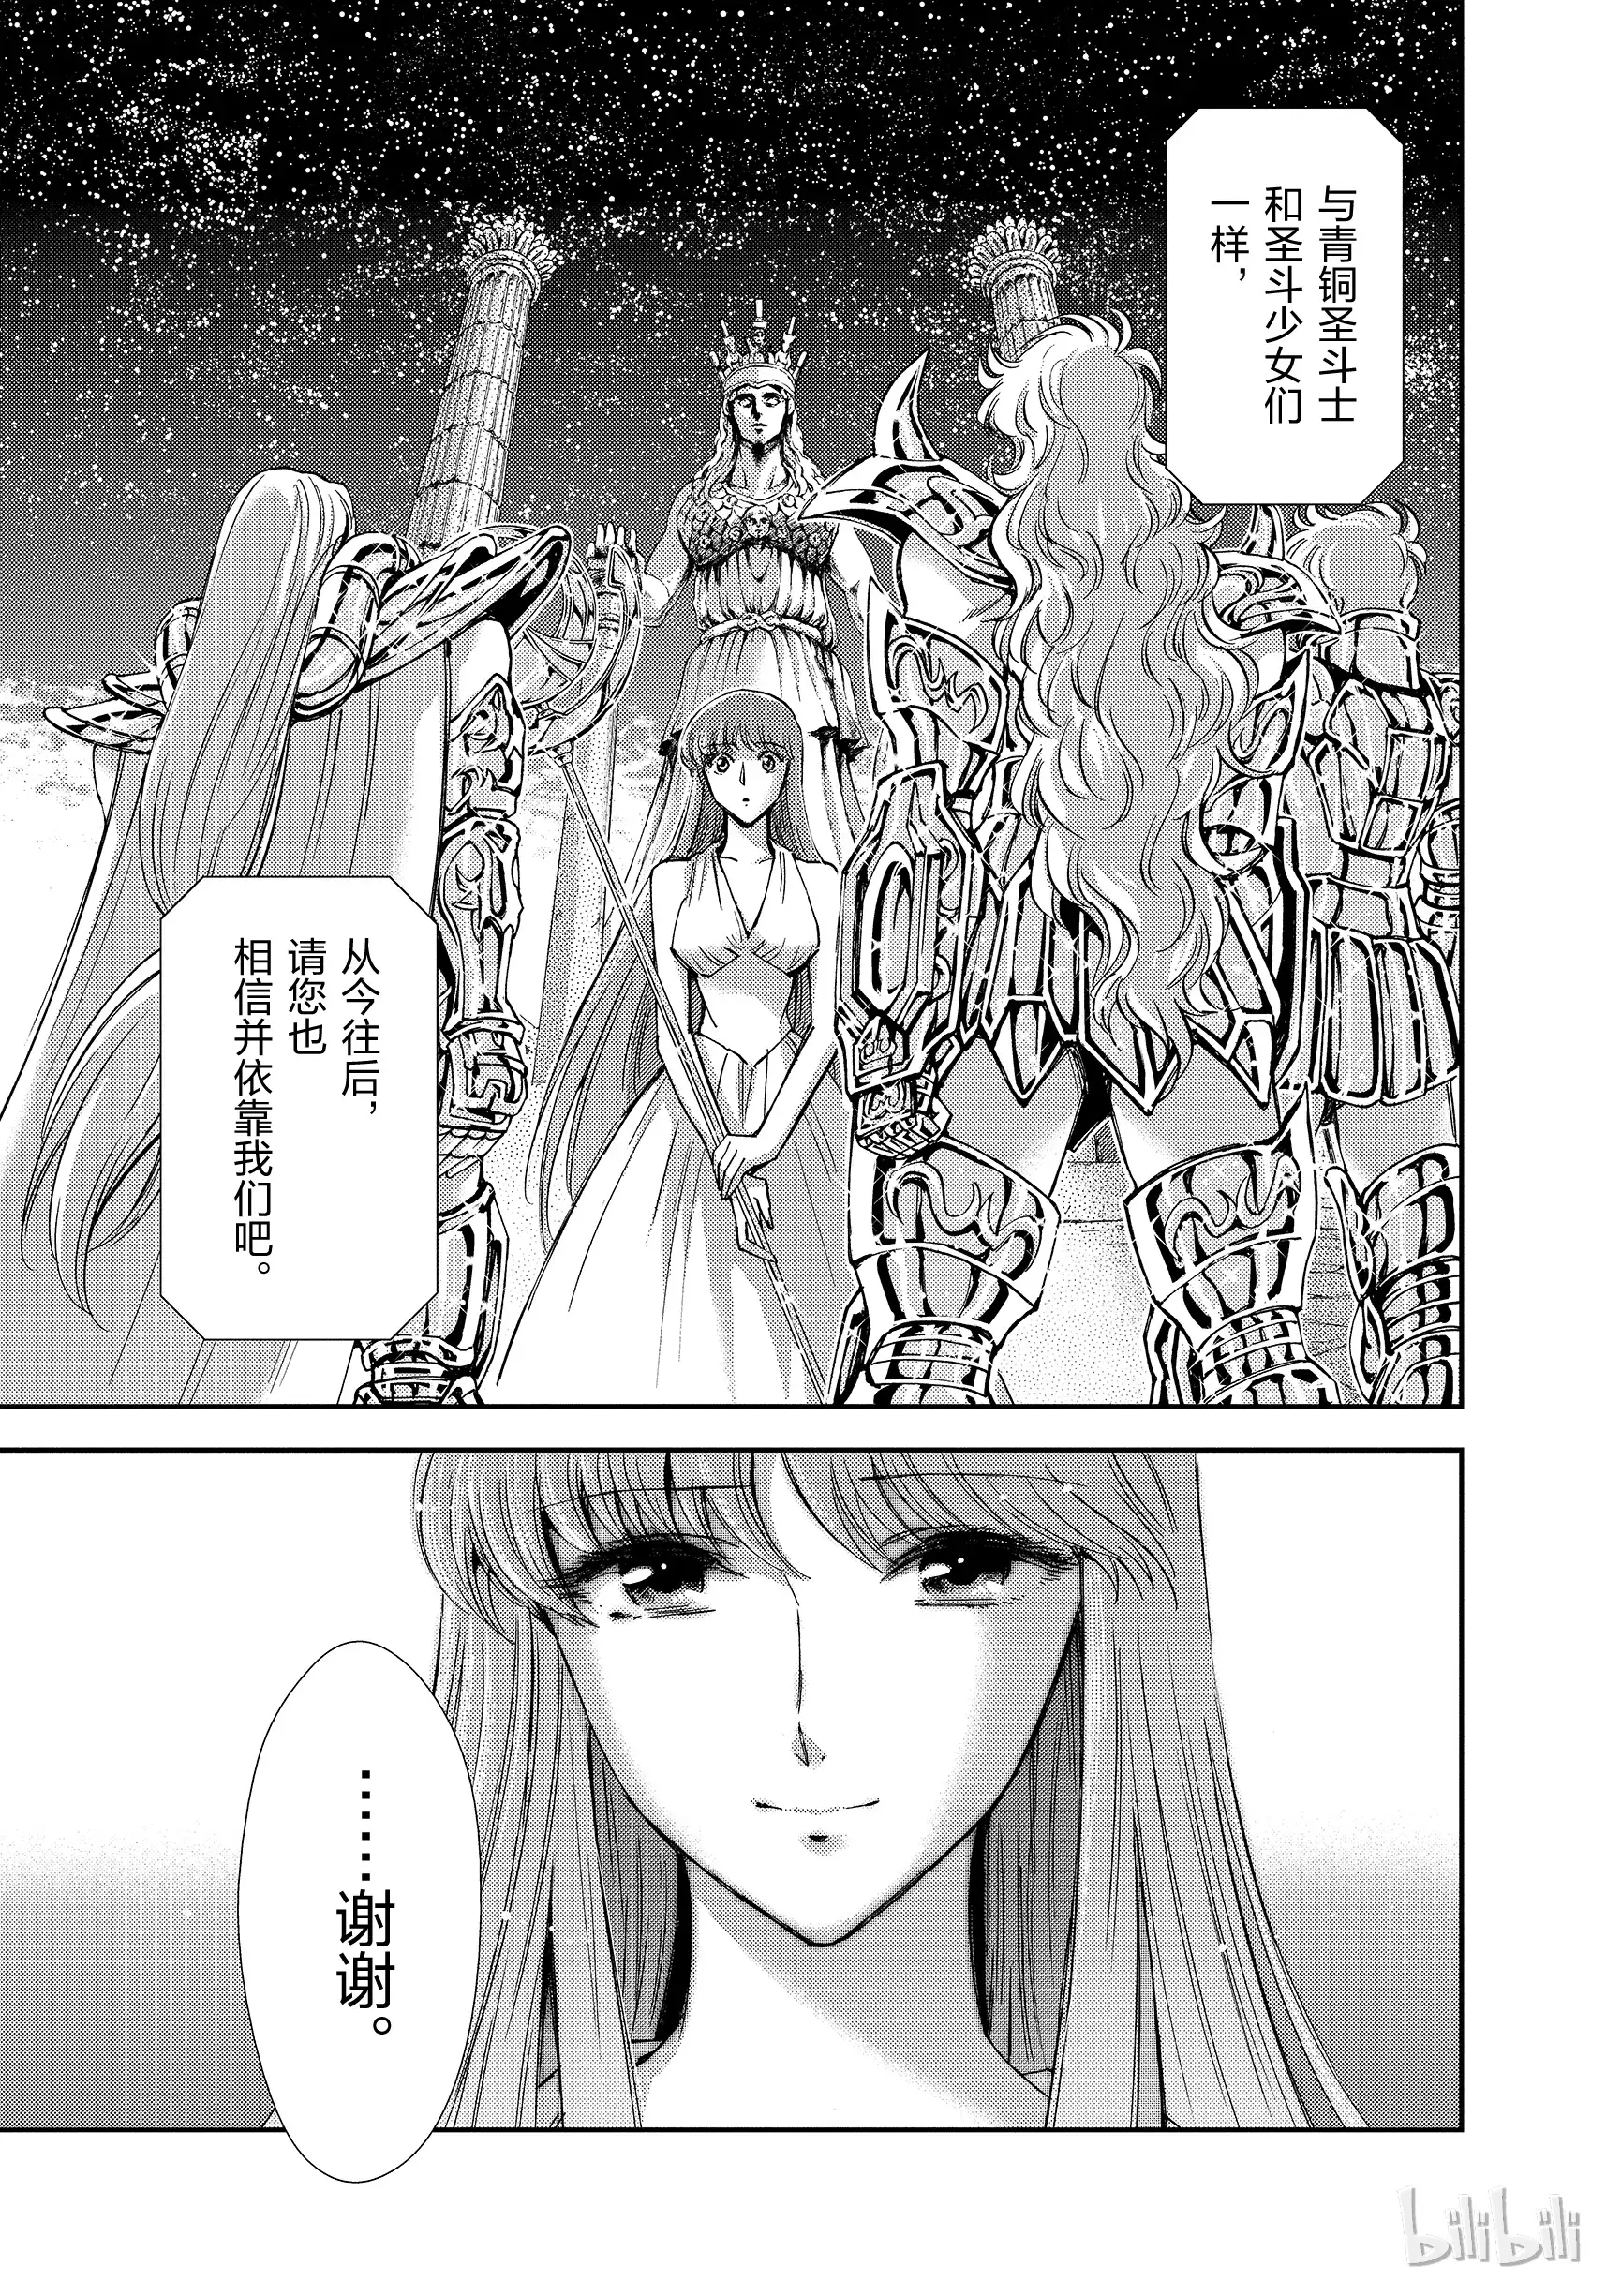 与青铜圣斗士
和圣斗少女们
一样，
从今往后，
请您也
相信并依靠我们吧。
……谢谢。
bilibili